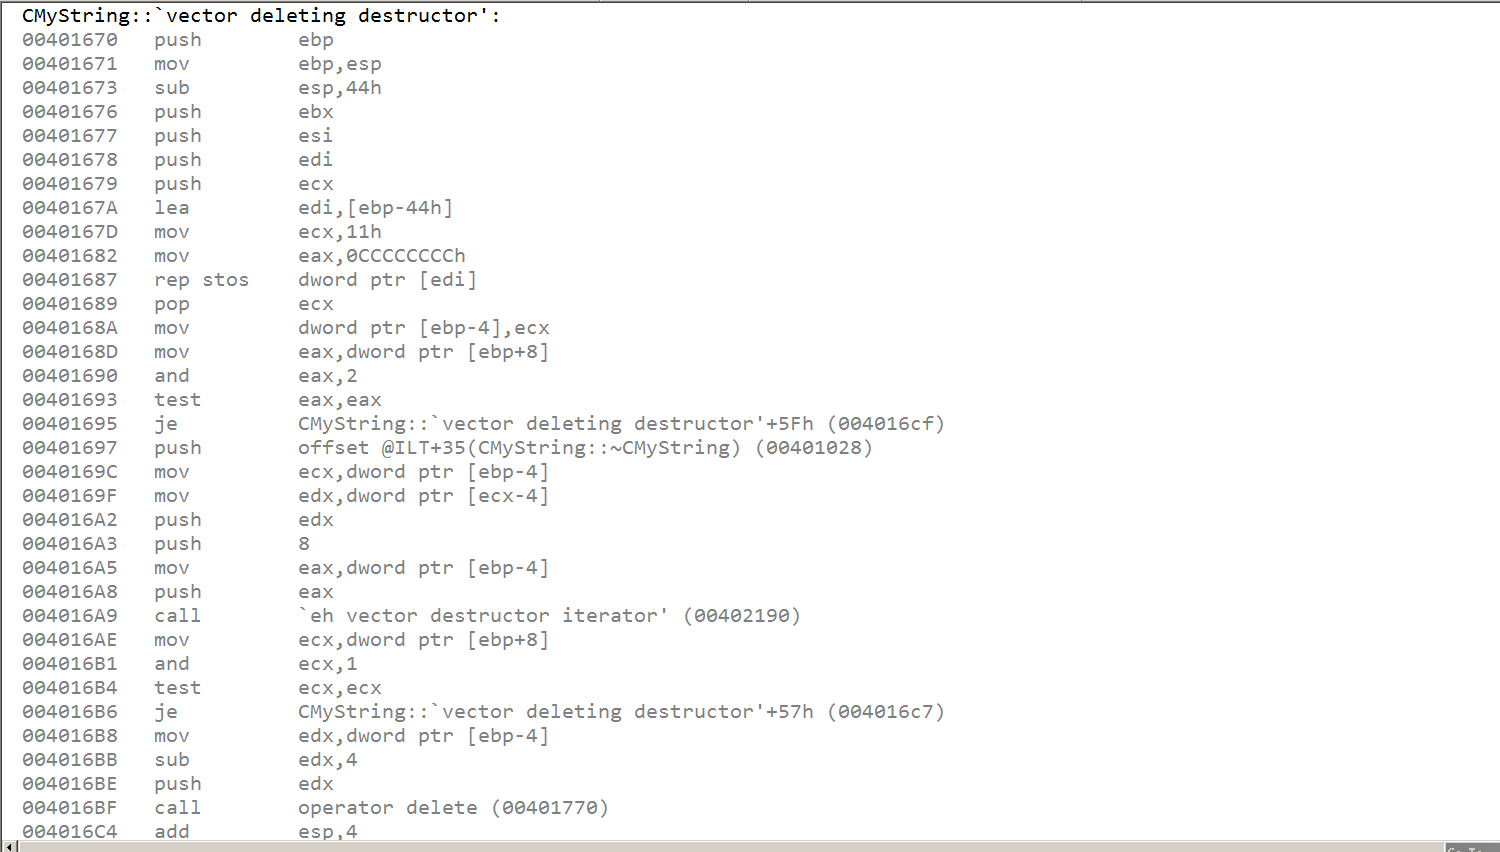 CMyString::`vector deleting destructor':
00401670 push ebp
00401671 mov ebp,esp
00401673 sub esp,44h
00401676 push ebx
00401677 push esi
00401678 push edi
00401679 push ecx
0040167A lea edi,[ebp-44h]
0040167D mov ecx,11h
00401682 mov eax,0CCCCCCCCh
00401687 rep stos dword ptr [edi]
00401689 pop ecx
0040168A mov dword ptr [ebp-4],ecx
0040168D mov eax,dword ptr [ebp+8]
00401690 and eax,2
00401693 test eax,eax
00401695 je CMyString::`vector deleting destructor'+5Fh (004016cf)
00401697 push offset @ILT+35(CMyString::~CMyString) (00401028)
0040169C mov ecx,dword ptr [ebp-4]
0040169F mov edx,dword ptr [ecx-4]
004016A2 push edx
004016A3 push 8
004016A5 mov eax,dword ptr [ebp-4]
004016A8 push eax
004016A9 call `eh vector destructor iterator' (00402190)
004016AE mov ecx,dword ptr [ebp+8]
004016B1 and ecx,1
004016B4 test ecx,ecx
004016B6 je CMyString::`vector deleting destructor'+57h (004016c7)
004016B8 mov edx,dword ptr [ebp-4]
004016BB sub edx,4
004016BE push edx
004016BF call operator delete (00401770)
004016C4 add esp,4